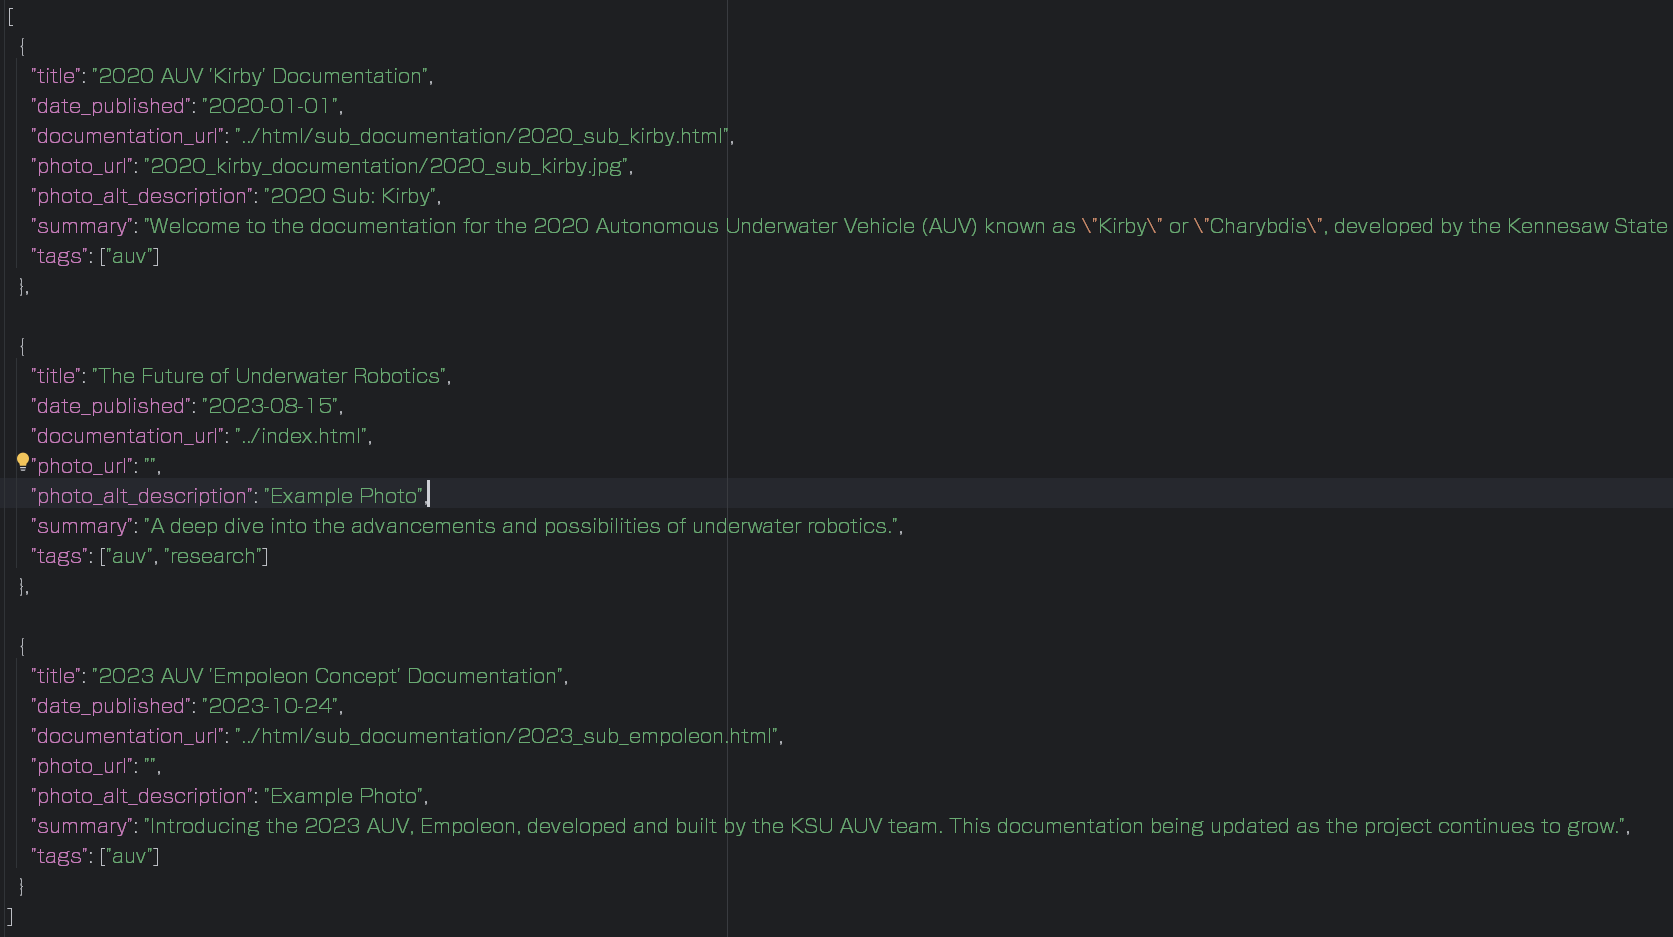 [
{
"title": "2020 AUV 'Kirby' Documentation",
"date_published": "2020-01-01",
"documentation_url": "../html/sub_documentation/2020_sub_kirby.html",
"photo_url": "2020_kirby_documentation/2020_sub_kirby.jpg",
"photo_alt_description": "2020 Sub: Kirby",
"summary": "Welcome to the documentation for the 2020 Autonomous Underwater Vehicle (AUV) known as \"Kirby\" or \"Charybdis\", developed by the Kennesaw State
"tags": ["auv"]
},
{
"title": "The Future of Underwater Robotics",
"date_published": "2023-08-15",
"documentation_url": "../index.html",
"photo_url": "",
"photo_alt_description": "Example Photo",
"summary": "A deep dive into the advancements and possibilities of underwater robotics.",
"tags": ["auv", "research"]
},
{
"title": "2023 AUV 'Empoleon Concept' Documentation",
"date_published": "2023-10-24",
"documentation_url": "../html/sub_documentation/2023_sub_empoleon.html",
"photo_url": "",
"photo_alt_description": "Example Photo",
"summary": "Introducing the 2023 AUV, Empoleon, developed and built by the KSU AUV team. This documentation being updated as the project continues to grow.",
"tags": ["auv"]
}
]